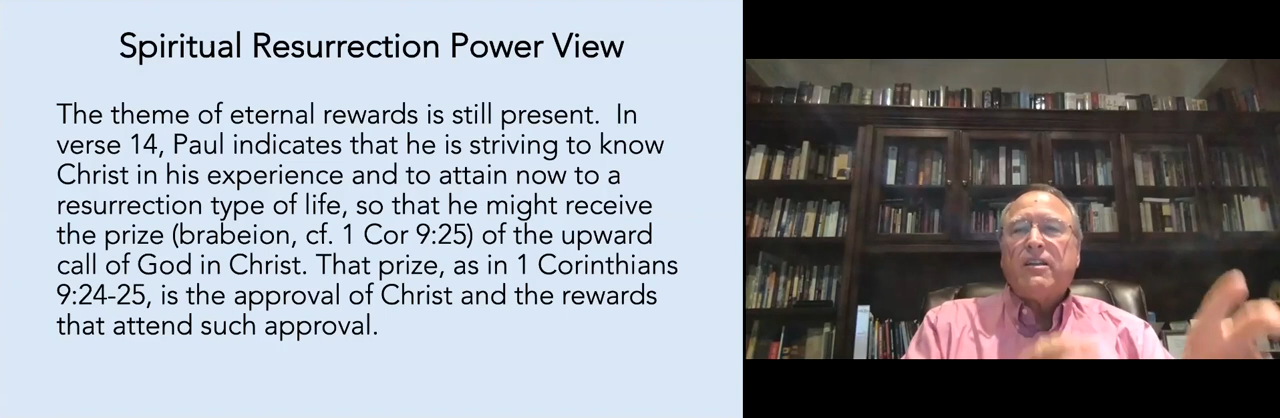 Spiritual Resurrection Power View
The theme of eternal rewards is still present.  In
verse 14, Paul indicates that he is striving to know
Christ in his experience and to attain now to a
resurrection type of life, so that he might receive
the prize (brabeion, cf. 1 Cor 9:25) of the upward
call of God in Christ. That prize, as in 1 Corinthians
9:24-25, is the approval of Christ and the rewards
that attend such approval.